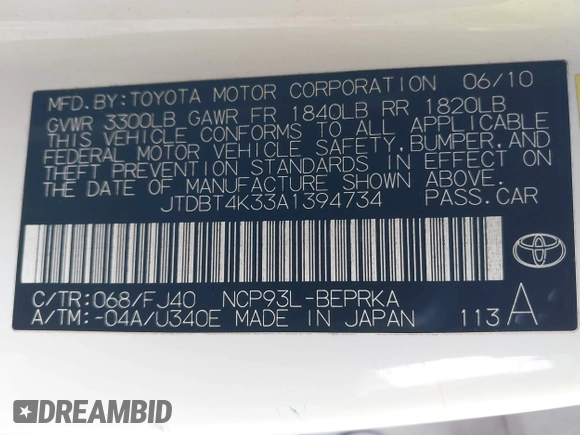 MFD. BY: TOYOTA MOTOR CORPORATION 06/10
GVWR 3300LB GAWR FR 1840LB RR 1820LB
THIS VEHICLE CONFORMS TO ALL APPLICABLE
FEDERAL MOTOR VEHICLE SAFETY, BUMPER, AND
THEFT PREVENTION STANDARDS IN EFFECT ON
THE DATE OF MANUFACTURE SHOWN ABOVE.
JTDBT4K33A1394734 PASS. CAR
C/TR: 068/FJ40 NCP93L-BEPRKA
A/TM: -04A/U340E MADE IN JAPAN 113 A
DREAMBID